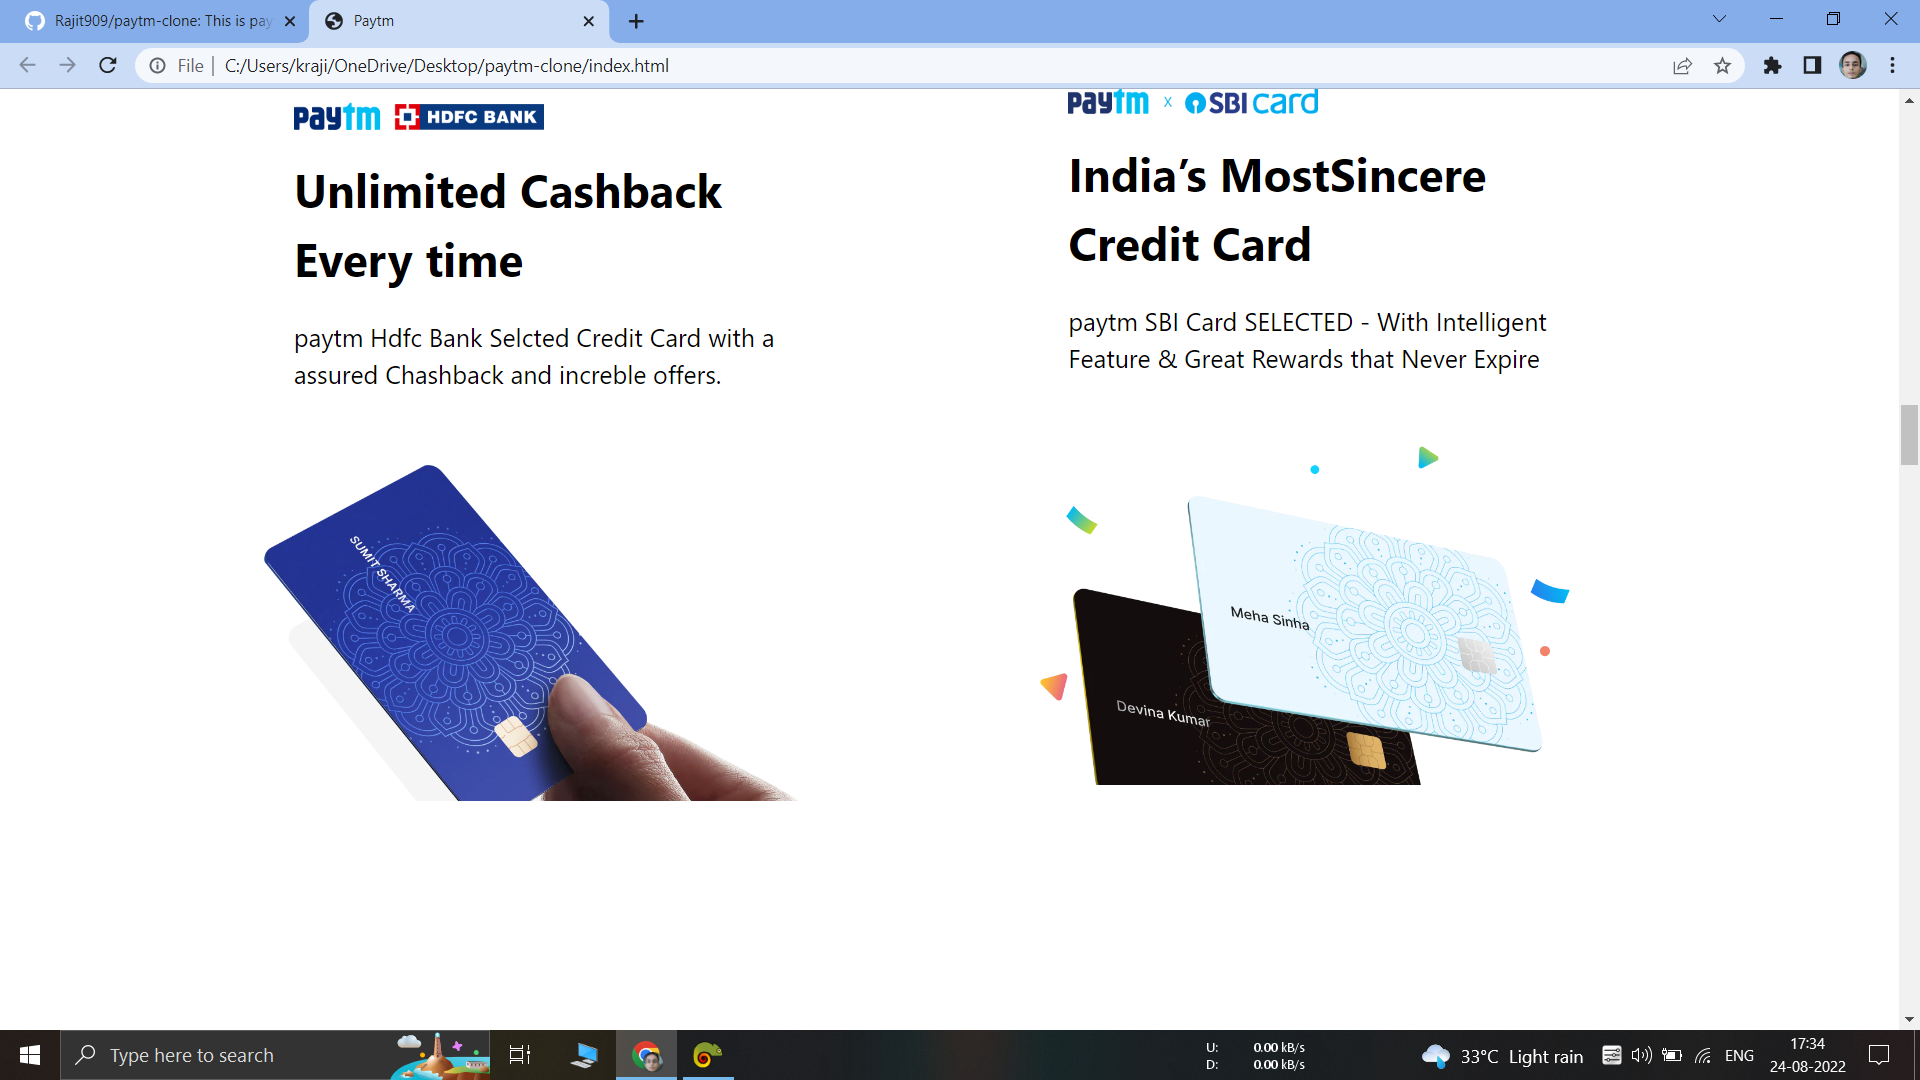 Rajit909/paytm-clone: This is pay
Paytm
File
C:/Users/kraji/OneDrive/Desktop/paytm-clone/index.html
paytm HDFC BANK
Unlimited Cashback
Every time
paytm Hdfc Bank Selcted Credit Card with a
assured Chashback and increble offers.
SUMIT SHARMA
paytm x SBI card
India’s MostSincere
Credit Card
paytm SBI Card SELECTED - With Intelligent
Feature & Great Rewards that Never Expire
Meha Sinha
Devina Kumar
Type here to search
U: 0.00 kB/s
D: 0.00 kB/s
33°C Light rain
ENG
17:34
24-08-2022